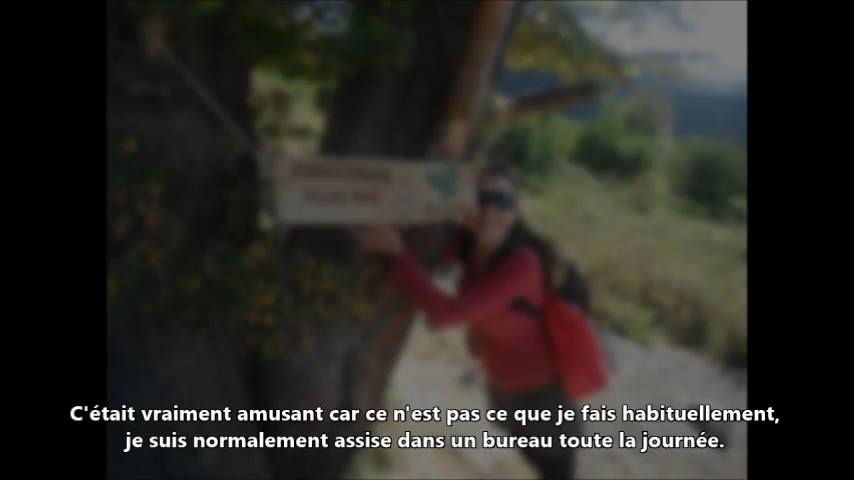 C'était vraiment amusant car ce n'est pas ce que je fais habituellement,
je suis normalement assise dans un bureau toute la journée.